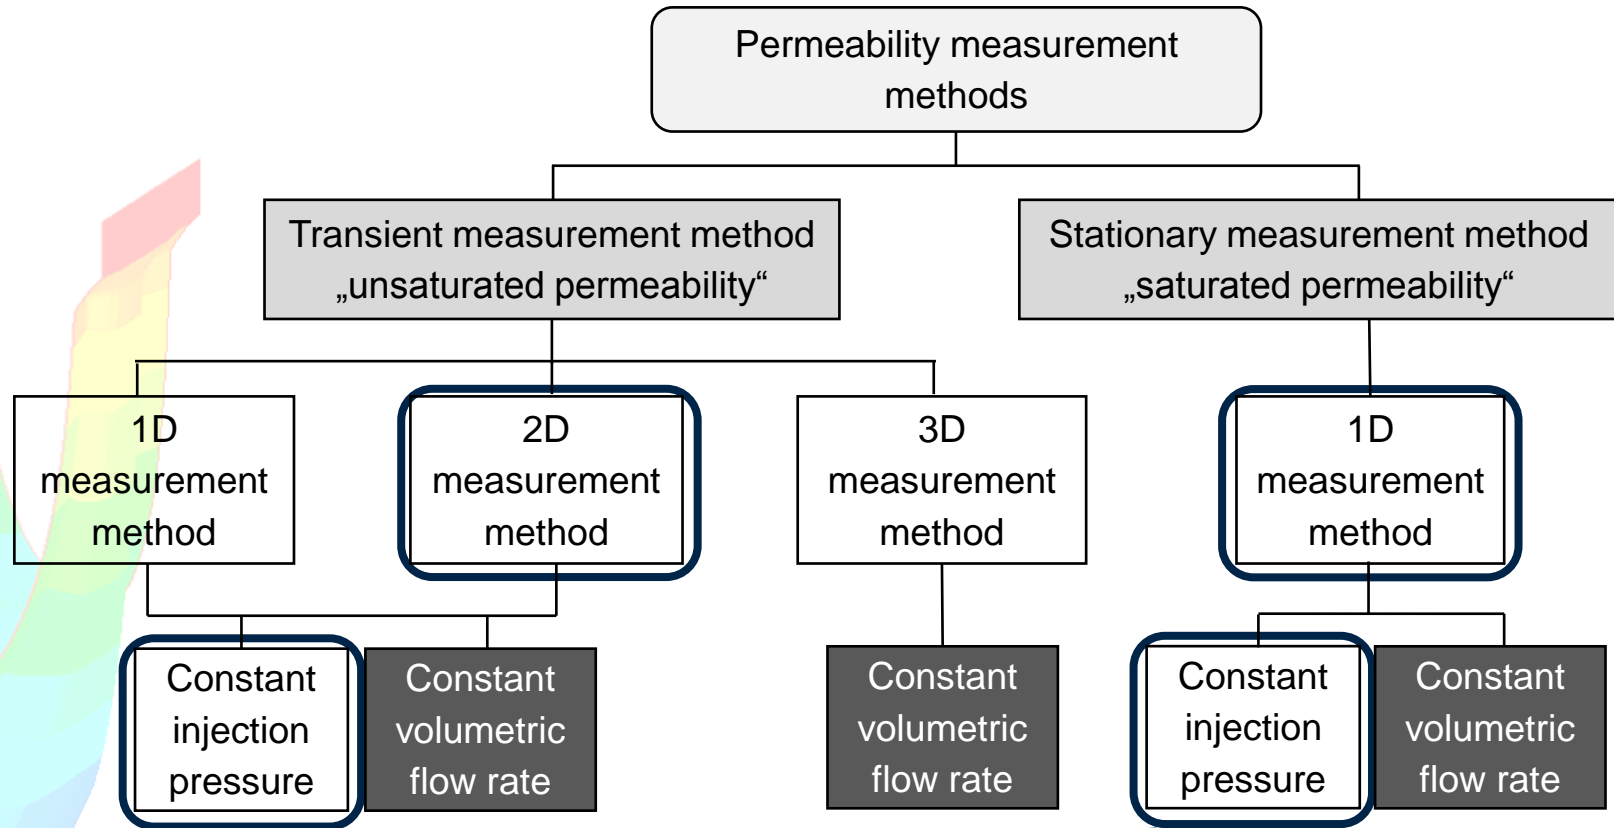 Permeability measurement
methods
Transient measurement method
„unsaturated permeability“
Stationary measurement method
„saturated permeability“
1D
measurement
method
2D
measurement
method
3D
measurement
method
1D
measurement
method
Constant
injection
pressure
Constant
volumetric
flow rate
Constant
volumetric
flow rate
Constant
injection
pressure
Constant
volumetric
flow rate